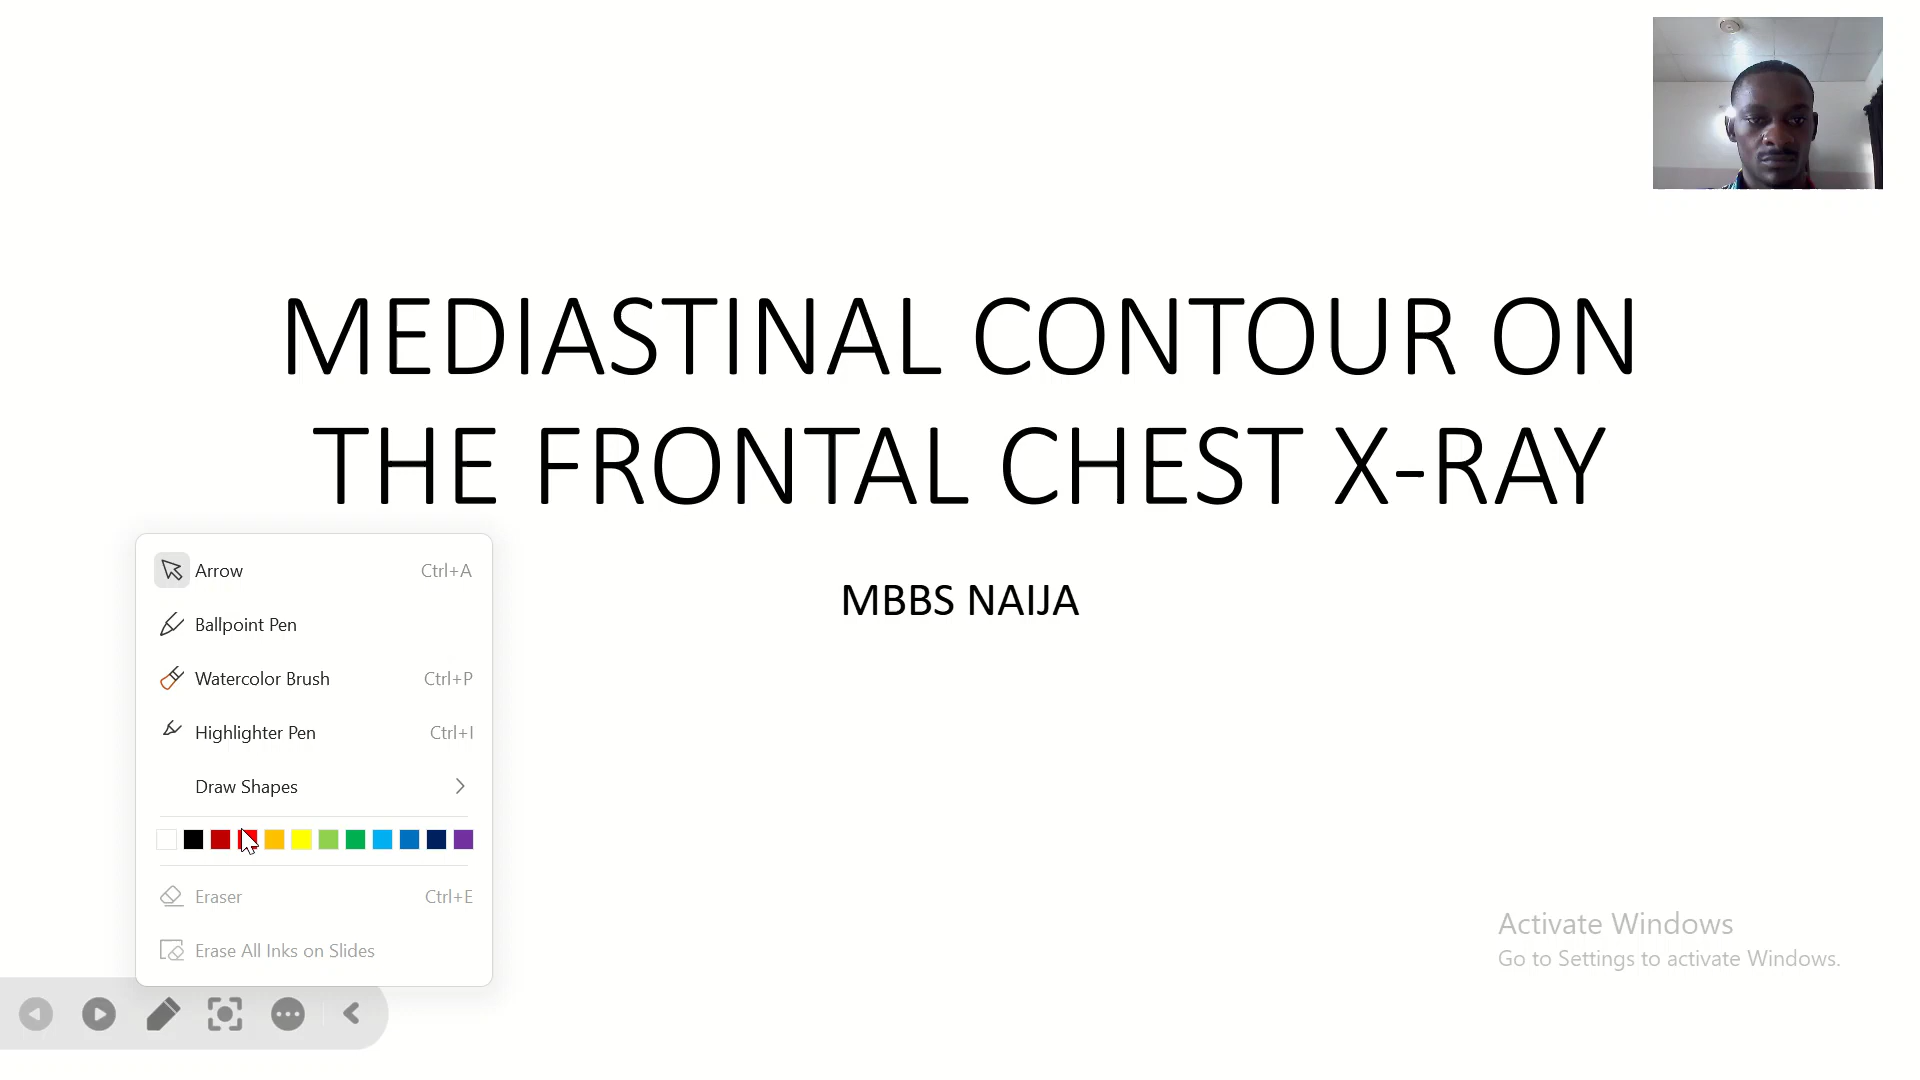 MEDIASTINAL CONTOUR ON
THE FRONTAL CHEST X-RAY
MBBS NAIJA
Arrow Ctrl+A
Ballpoint Pen
Watercolor Brush Ctrl+P
Highlighter Pen Ctrl+I
Draw Shapes
Eraser Ctrl+E
Erase All Inks on Slides
Activate Windows
Go to Settings to activate Windows.